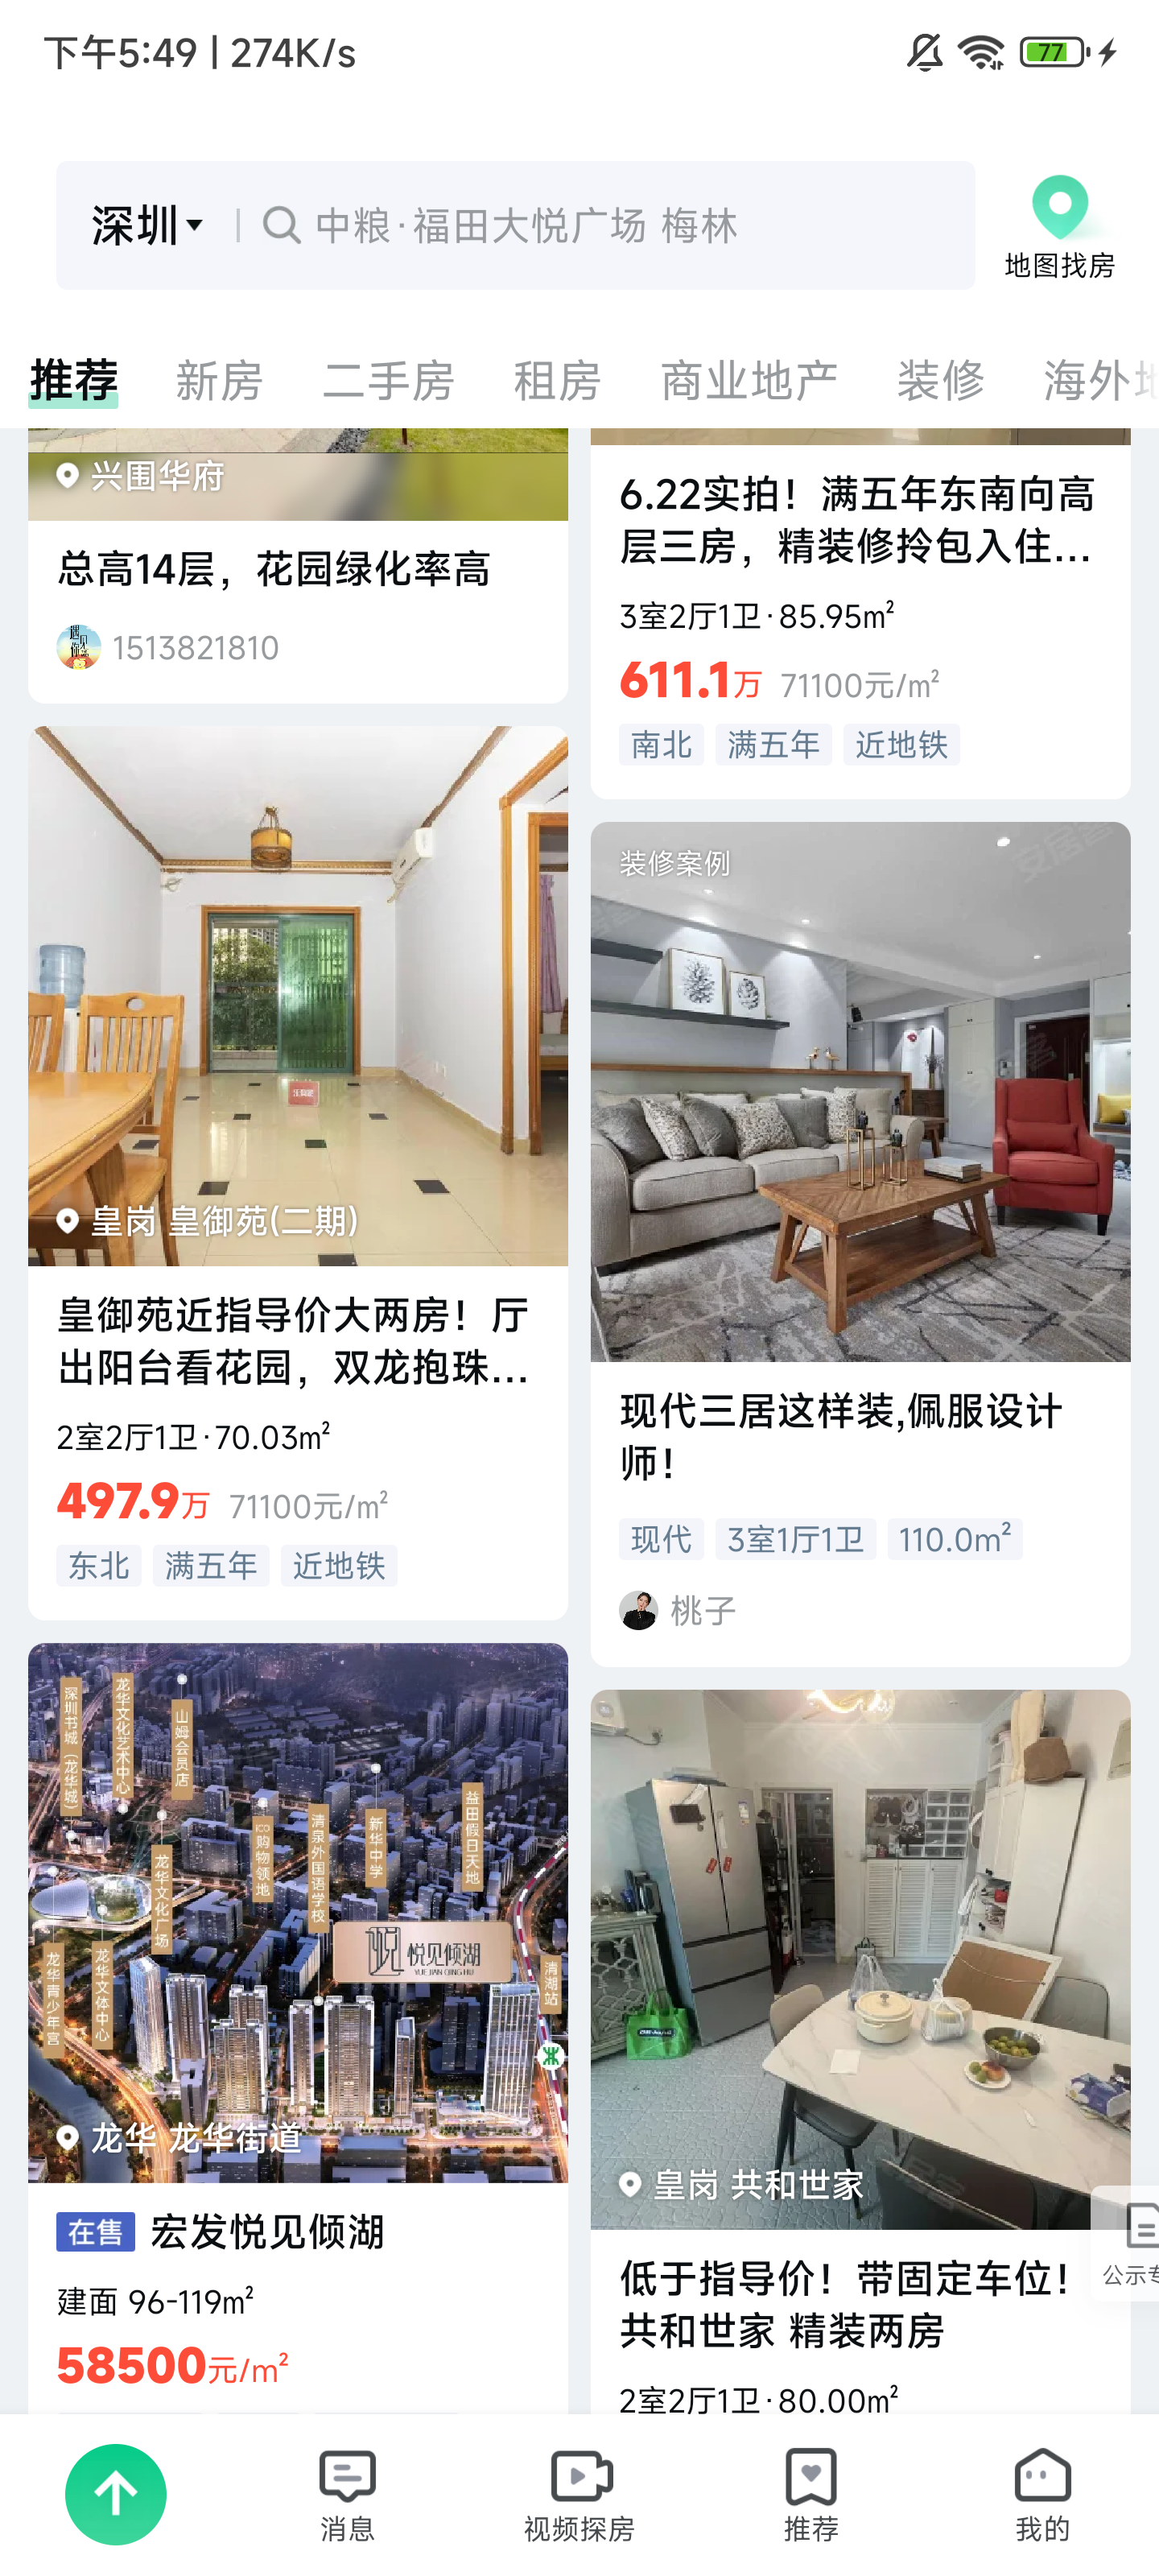 下午5:49 | 274K/s
77
深圳
中粮·福田大悦广场 梅林
地图找房
推荐
新房
二手房
租房
商业地产
装修
海外
兴围华府
总高14层，花园绿化率高
1513821810
皇岗 皇御苑(二期)
皇御苑近指导价大两房！厅
出阳台看花园，双龙抱珠...
2室2厅1卫·70.03m²
497.9万 71100元/m²
东北 满五年 近地铁
深圳书城（龙华城）
龙华文化艺术中心
山姆会员店
龙华文化广场
ICO购物领地
清泉外国语学校
新华中学
益田假日天地
龙华青少年宫
龙华文体中心
悦见倾湖
YUE JIAN QING HU
清湖站
龙华 龙华街道
在售 宏发悦见倾湖
建面 96-119m²
58500元/m²
6.22实拍！满五年东南向高
层三房，精装修拎包入住...
3室2厅1卫·85.95m²
611.1万 71100元/m²
南北 满五年 近地铁
装修案例
安居客
现代三居这样装,佩服设计
师！
现代 3室1厅1卫 110.0m²
桃子
皇岗 共和世家
低于指导价！带固定车位！
共和世家 精装两房
2室2厅1卫·80.00m²
公示
消息
视频探房
推荐
我的